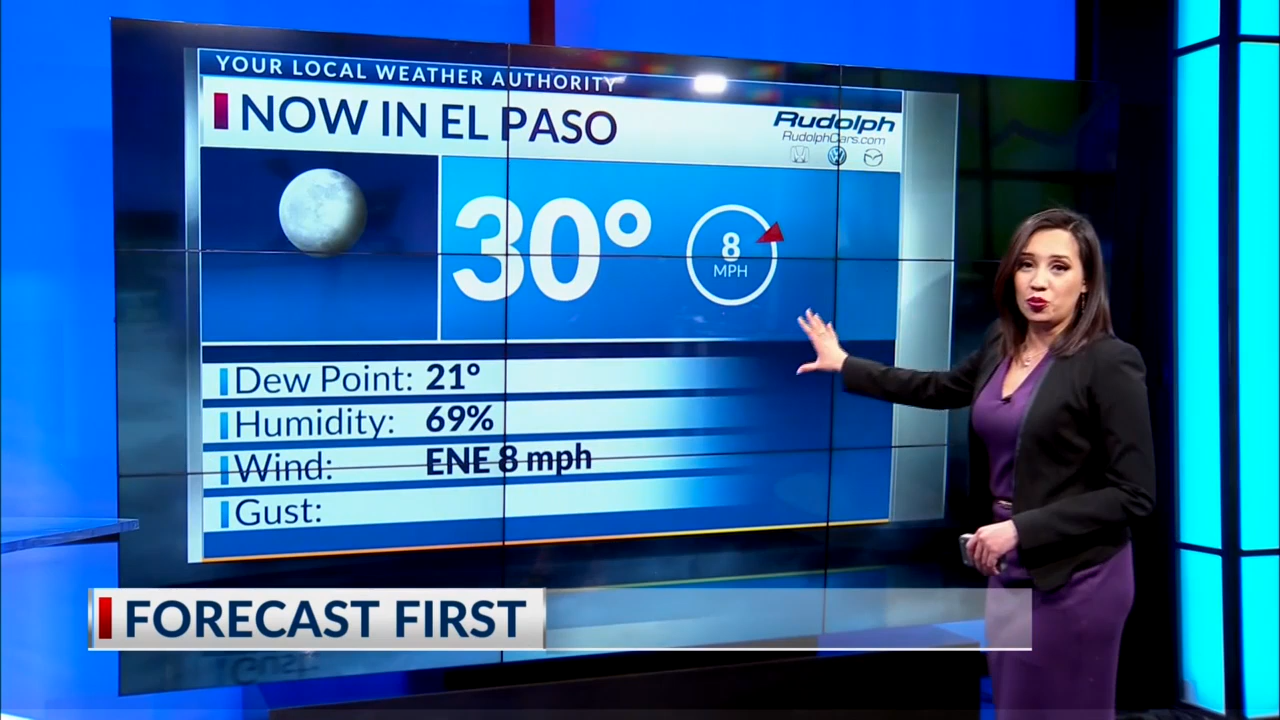 YOUR LOCAL WEATHER AUTHORITY
NOW IN EL PASO
Rudolph
RudolphCars.com
30°
8
MPH
Dew Point: 21°
Humidity: 69%
Wind: ENE 8 mph
Gust:
FORECAST FIRST
Gust: